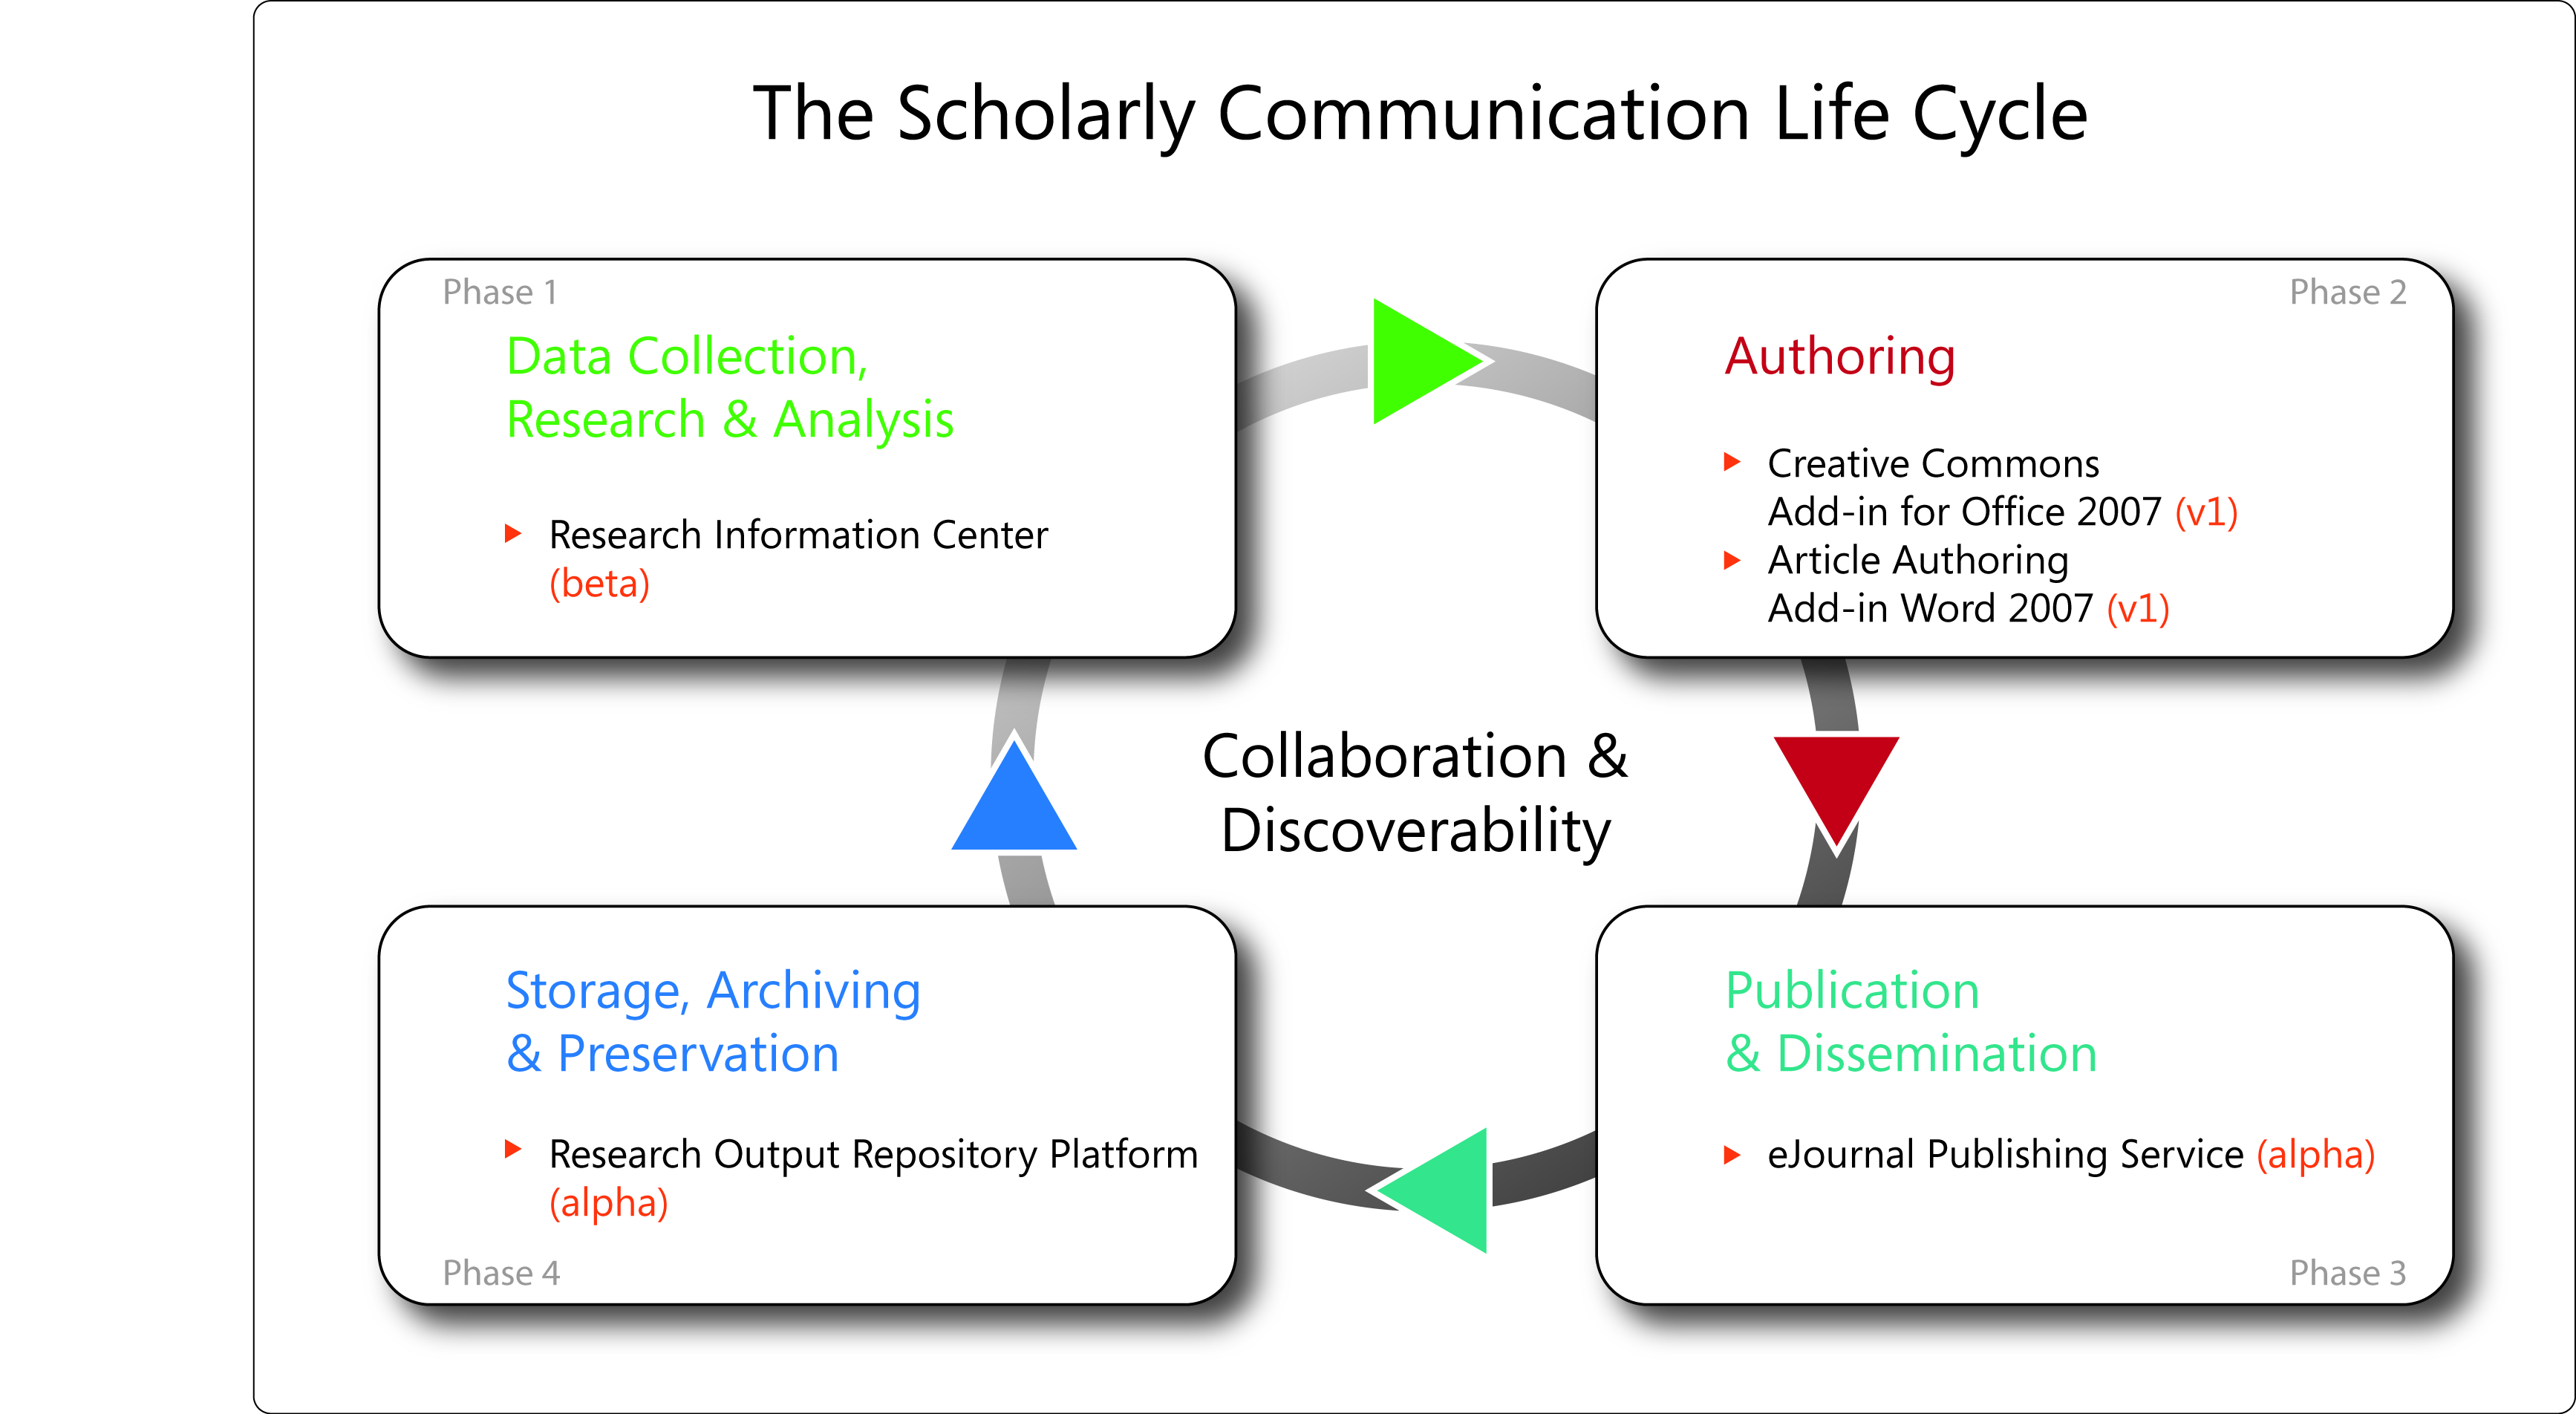 The Scholarly Communication Life Cycle
Phase 1
Data Collection,
Research & Analysis
Research Information Center
(beta)
Phase 2
Authoring
Creative Commons
Add-in for Office 2007 (v1)
Article Authoring
Add-in Word 2007 (v1)
Collaboration &
Discoverability
Storage, Archiving
& Preservation
Research Output Repository Platform
(alpha)
Phase 4
Publication
& Dissemination
eJournal Publishing Service (alpha)
Phase 3